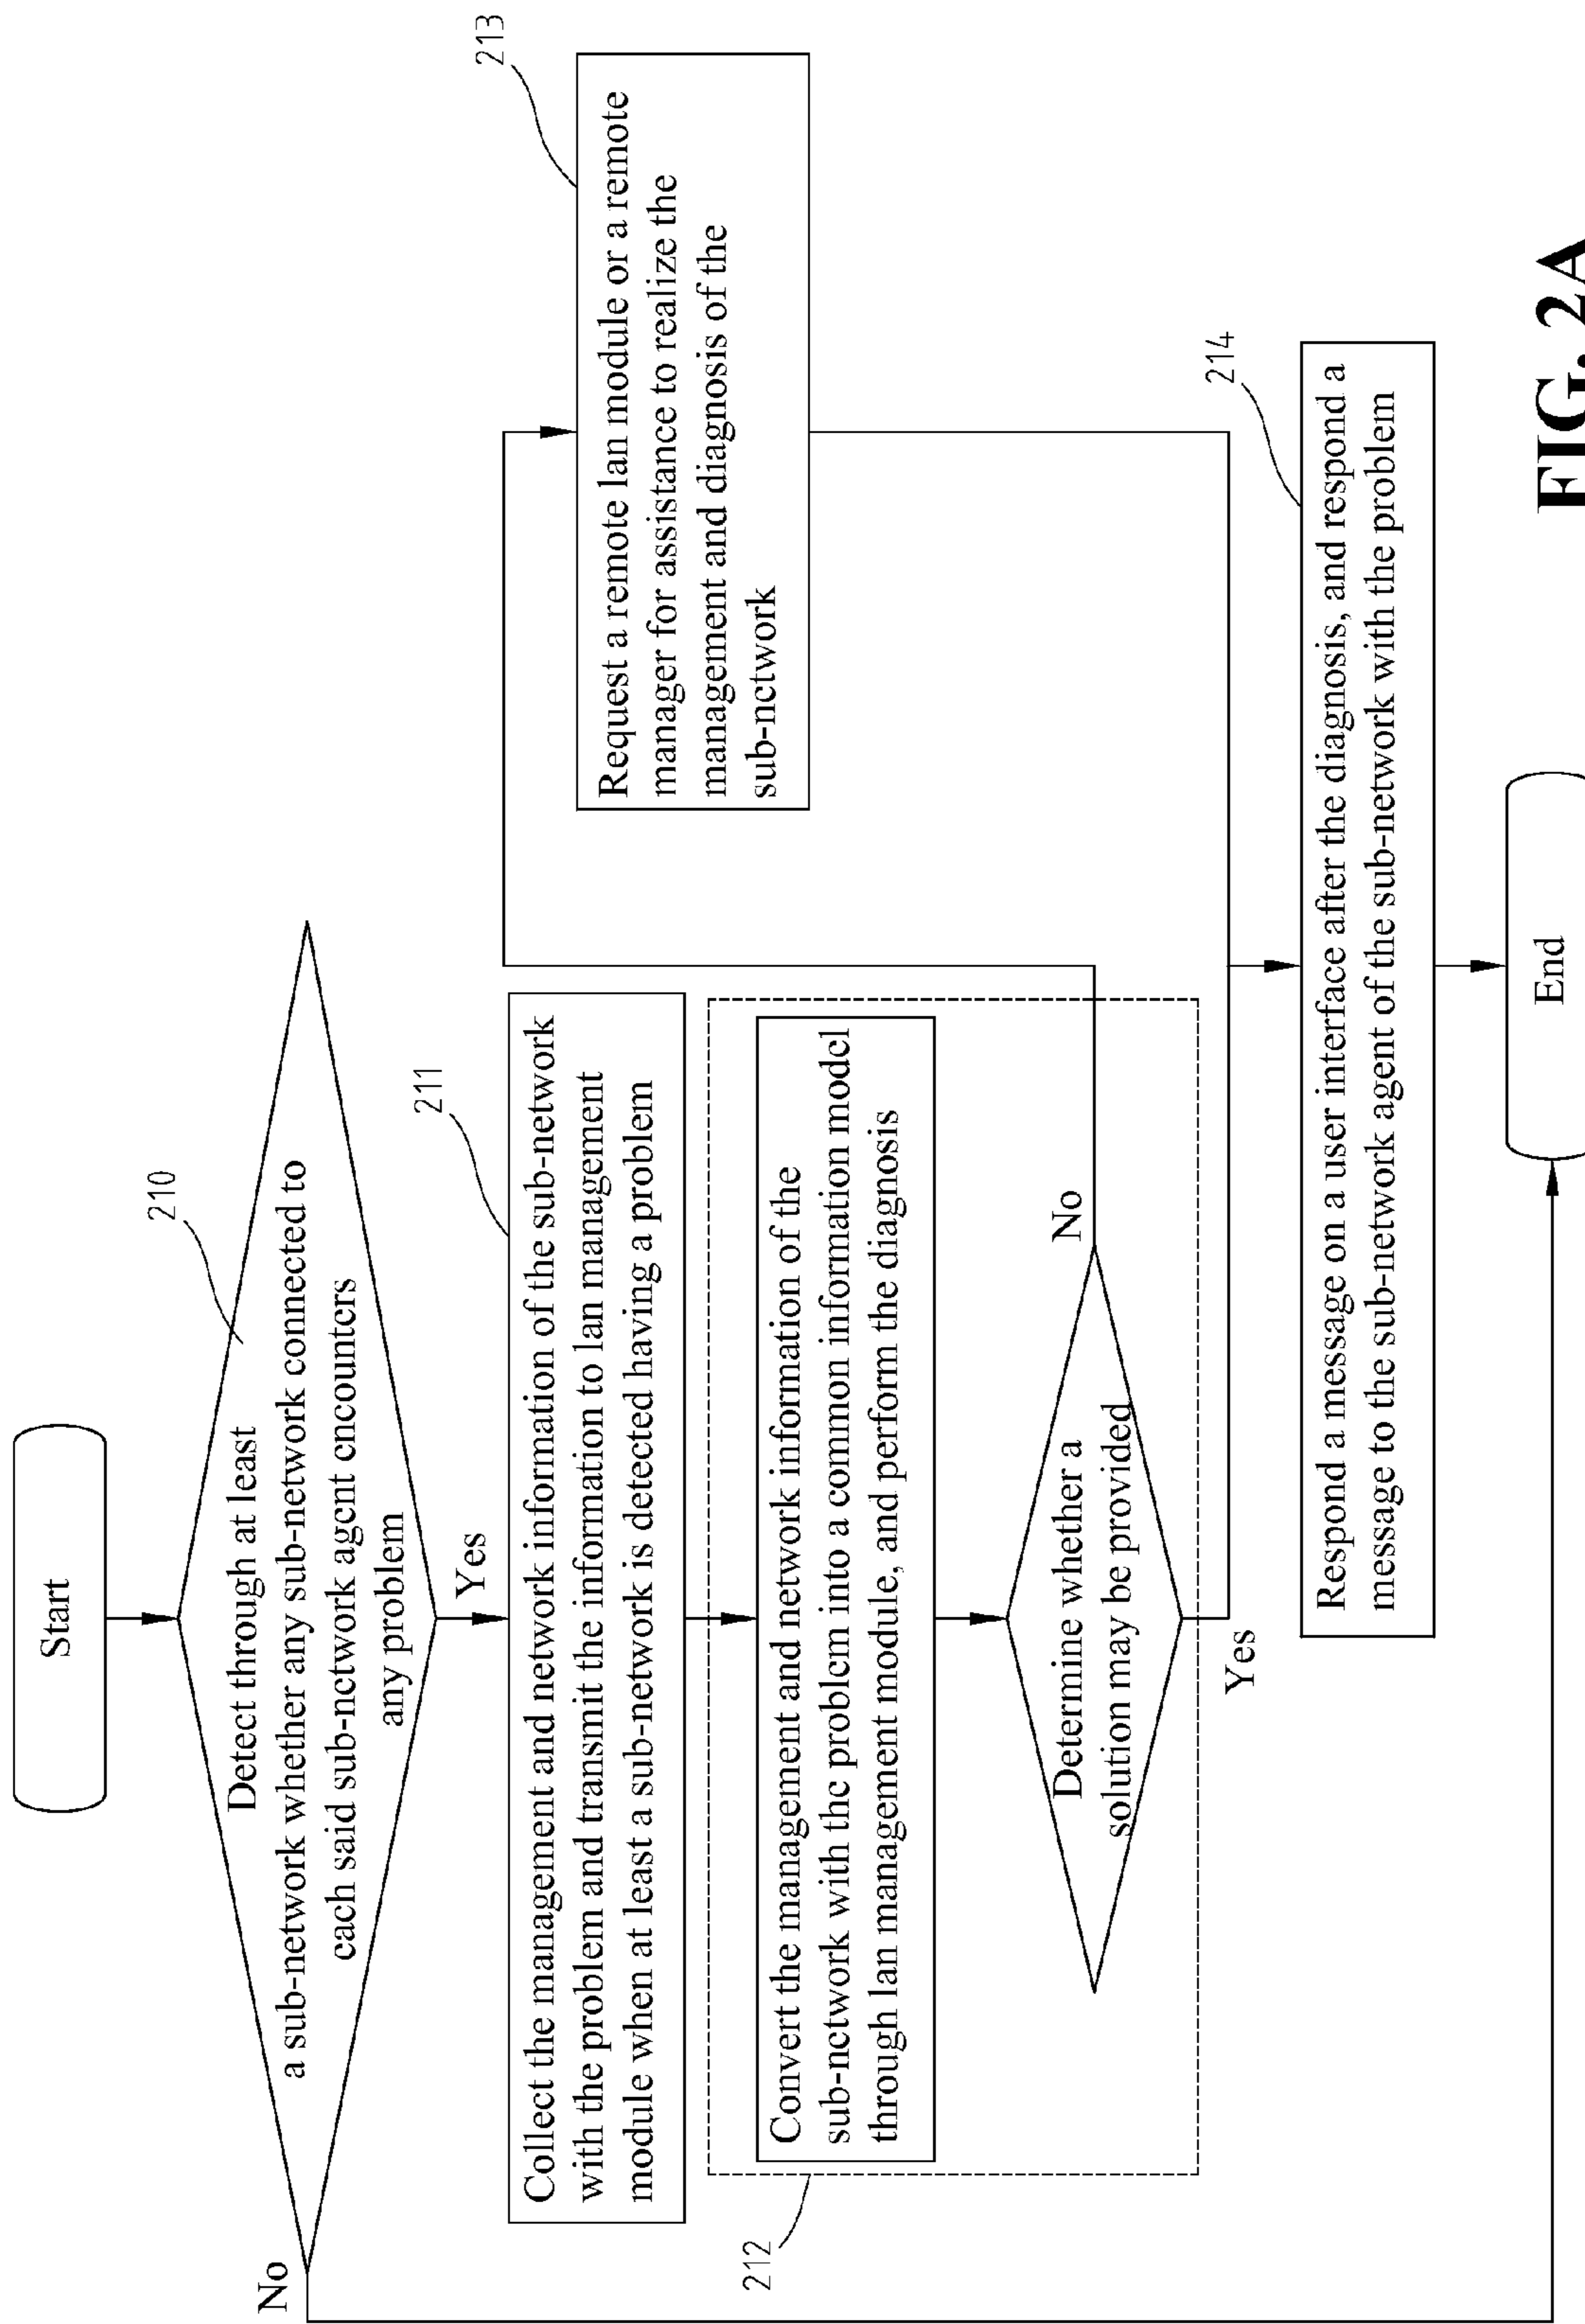 Start
210
Detect through at least
a sub-network whether any sub-network connected to
each said sub-network agent encounters
any problem
No
Yes
211
Collect the management and network information of the sub-network
with the problem and transmit the information to lan management
module when at least a sub-network is detected having a problem
212
Convert the management and network information of the
sub-network with the problem into a common information model
through lan management module, and perform the diagnosis
Determine whether a
solution may be provided
No
Yes
213
Request a remote lan module or a remote
manager for assistance to realize the
management and diagnosis of the
sub-network
214
Respond a message on a user interface after the diagnosis, and respond a
message to the sub-network agent of the sub-network with the problem
End
FIG. 2A